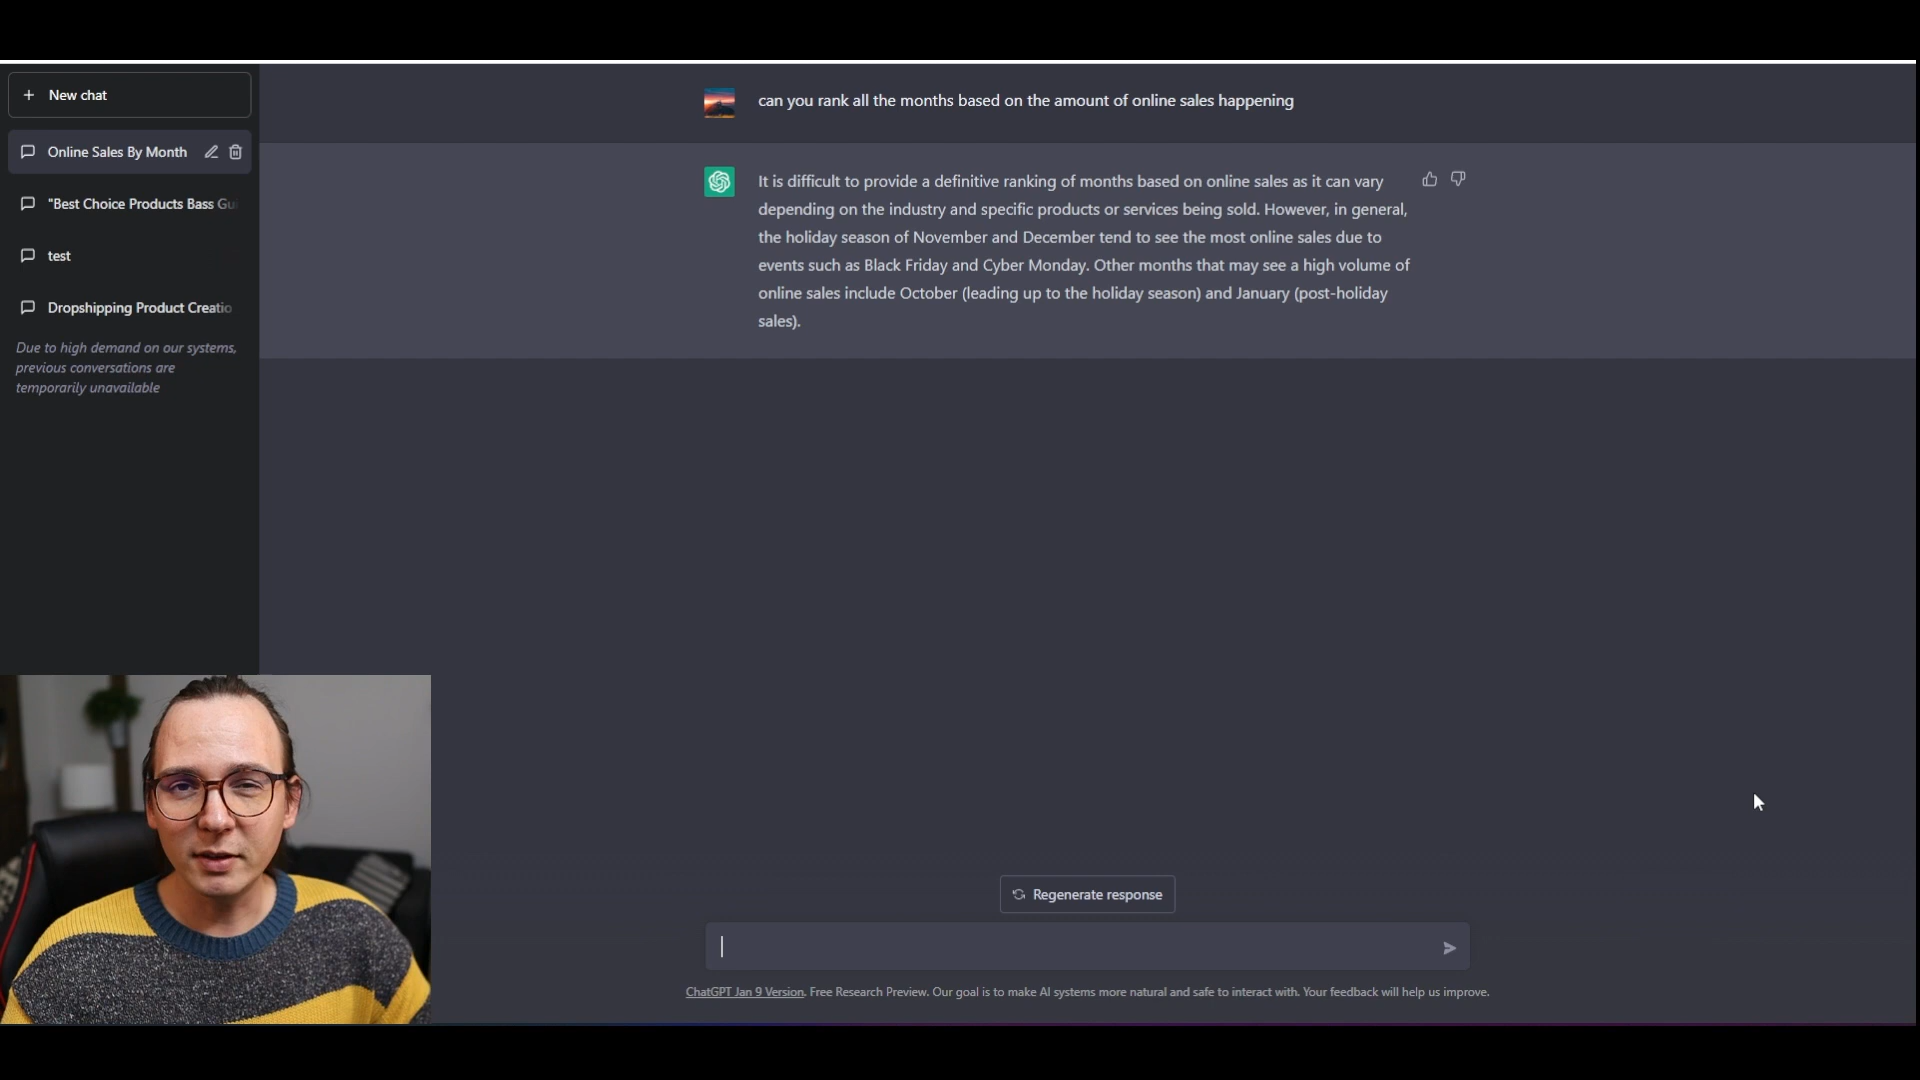 New chat
Online Sales By Month
"Best Choice Products Bass Gui
test
Dropshipping Product Creatio
Due to high demand on our systems,
previous conversations are
temporarily unavailable
can you rank all the months based on the amount of online sales happening
It is difficult to provide a definitive ranking of months based on online sales as it can vary
depending on the industry and specific products or services being sold. However, in general,
the holiday season of November and December tend to see the most online sales due to
events such as Black Friday and Cyber Monday. Other months that may see a high volume of
online sales include October (leading up to the holiday season) and January (post-holiday
sales).
Regenerate response
ChatGPT Jan 9 Version. Free Research Preview. Our goal is to make AI systems more natural and safe to interact with. Your feedback will help us improve.